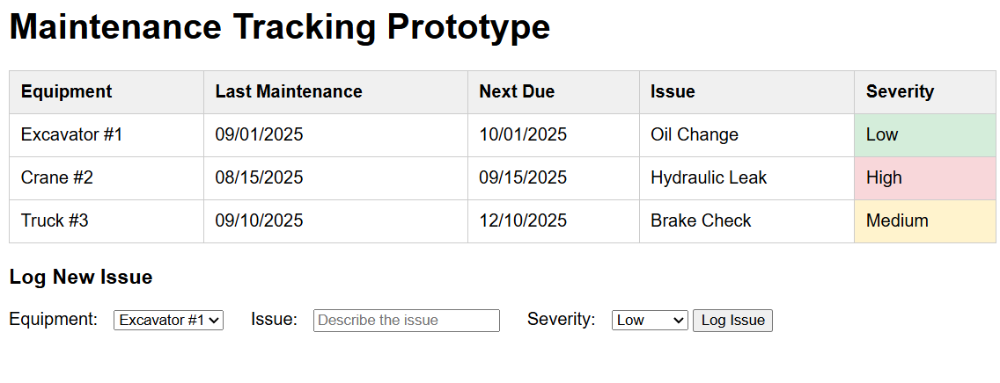 Maintenance Tracking Prototype
Equipment Last Maintenance Next Due Issue Severity
Excavator #1 09/01/2025 10/01/2025 Oil Change Low
Crane #2 08/15/2025 09/15/2025 Hydraulic Leak High
Truck #3 09/10/2025 12/10/2025 Brake Check Medium
Log New Issue
Equipment: Excavator #1 Issue: Describe the issue Severity: Low Log Issue